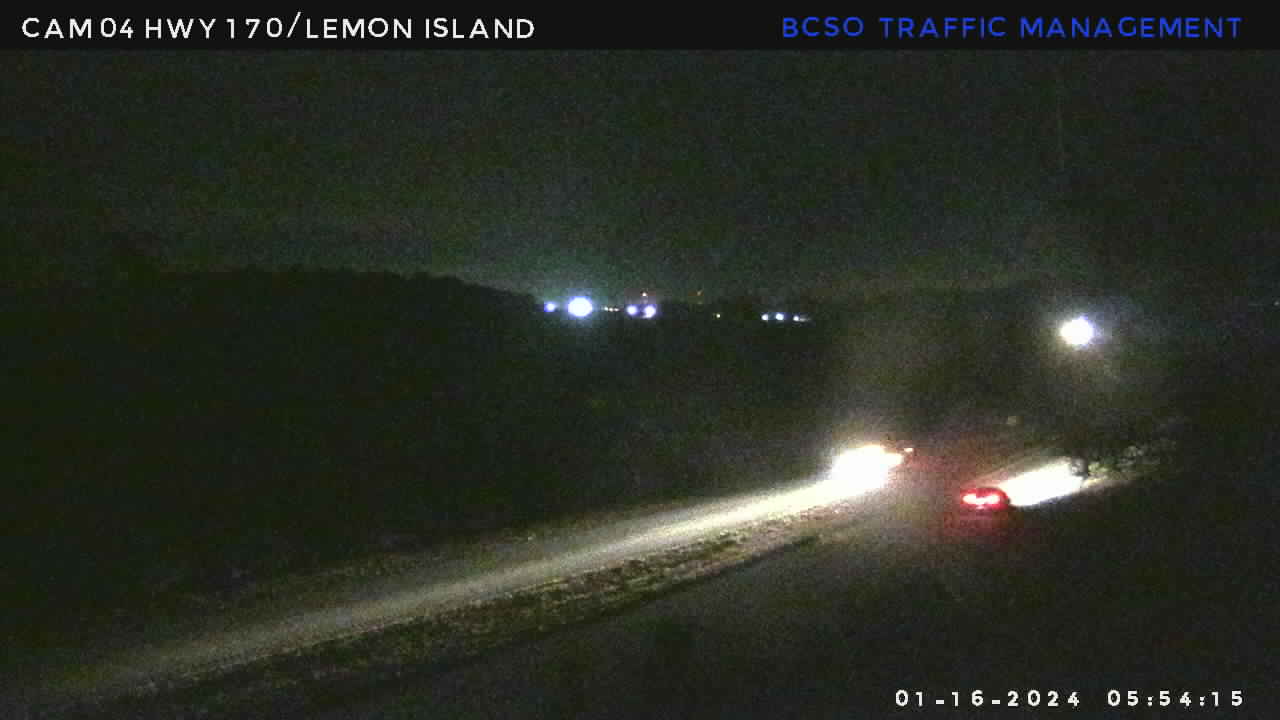 CAM04 HWY 170/LEMON ISLAND
BCSO TRAFFIC MANAGEMENT
01-16-2024 05:54:15